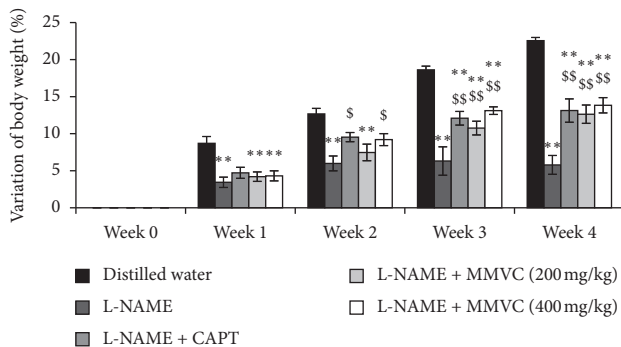 Variation of body weight (%)
25
20
15
10
5
0
** ** **
** $ ** $
** ** $$ ** $$ ** $$
** ** $$ ** $$ ** $$
Week 0 Week 1 Week 2 Week 3 Week 4
Distilled water
L-NAME
L-NAME + CAPT
L-NAME + MMVC (200 mg/kg)
L-NAME + MMVC (400 mg/kg)